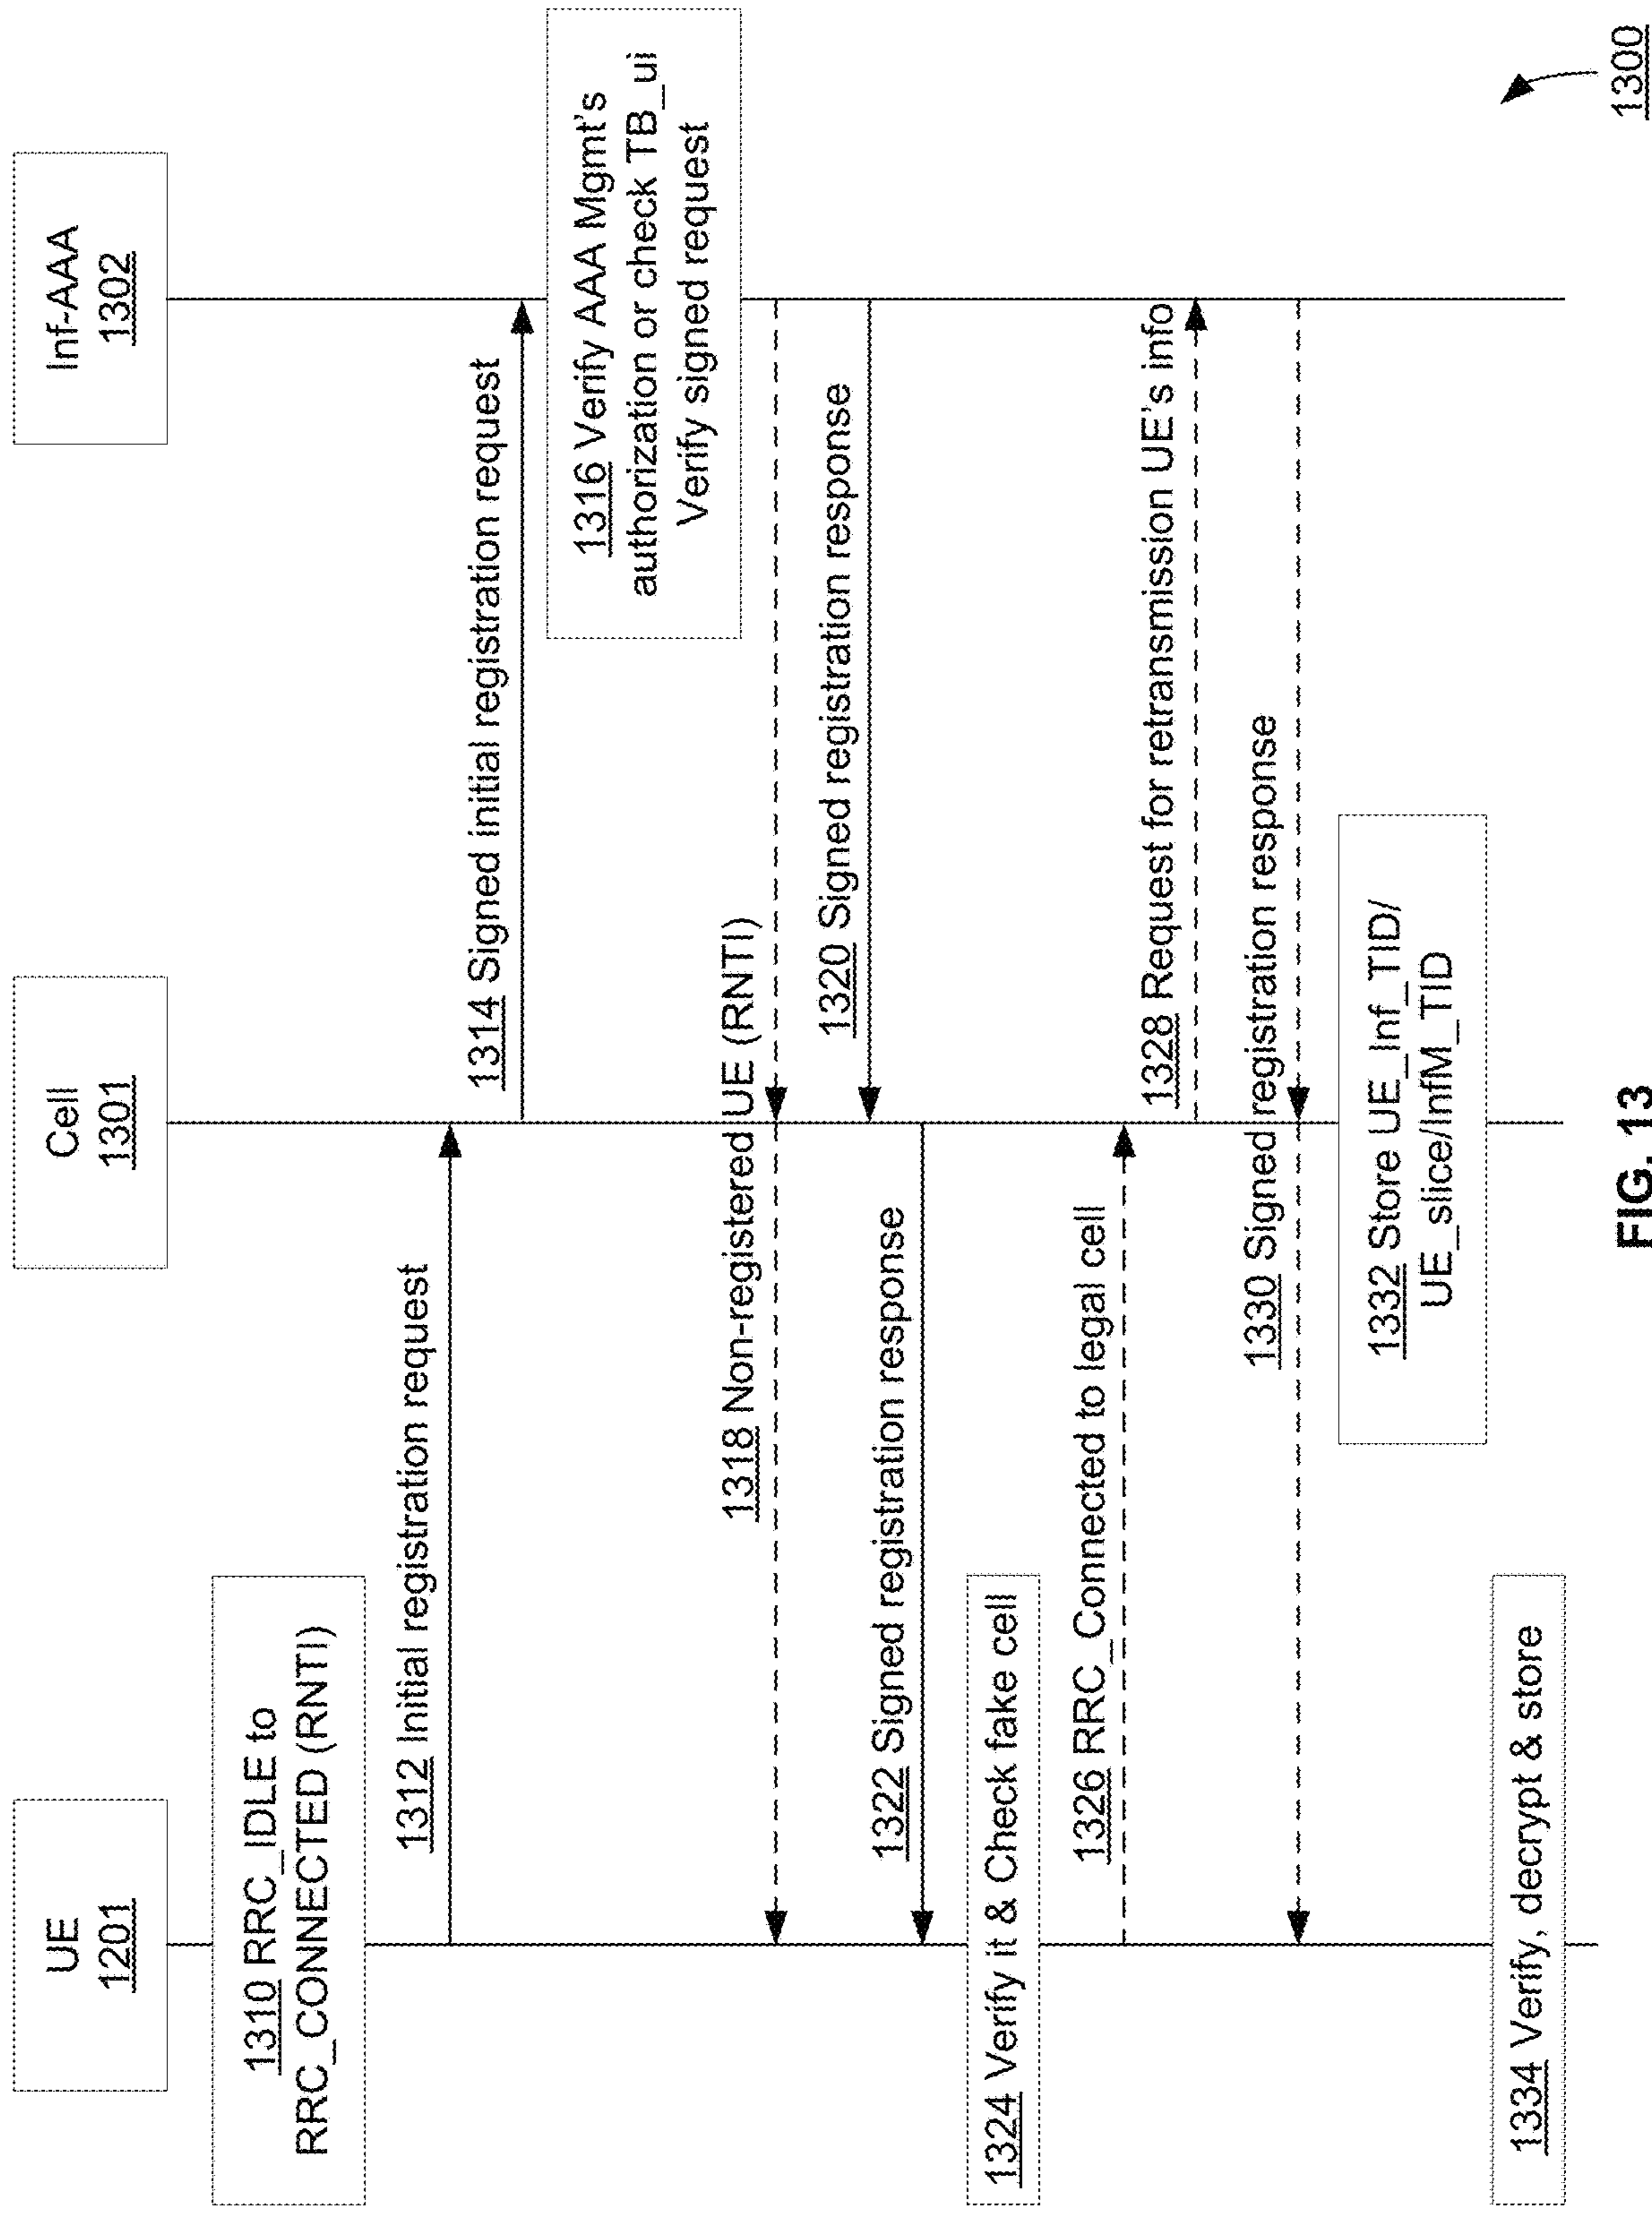 UE
1201
Cell
1301
Inf-AAA
1302
1310 RRC_IDLE to
RRC_CONNECTED (RNTI)
1312 Initial registration request
1314 Signed initial registration request
1316 Verify AAA Mgmt's
authorization or check TB_ui
Verify signed request
1318 Non-registered UE (RNTI)
1320 Signed registration response
1322 Signed registration response
1324 Verify it & Check fake cell
1326 RRC_Connected to legal cell
1328 Request for retransmission UE's info
1330 Signed registration response
1332 Store UE_Inf_TID/
UE_slice/InfM_TID
1334 Verify, decrypt & store
1300
FIG. 13